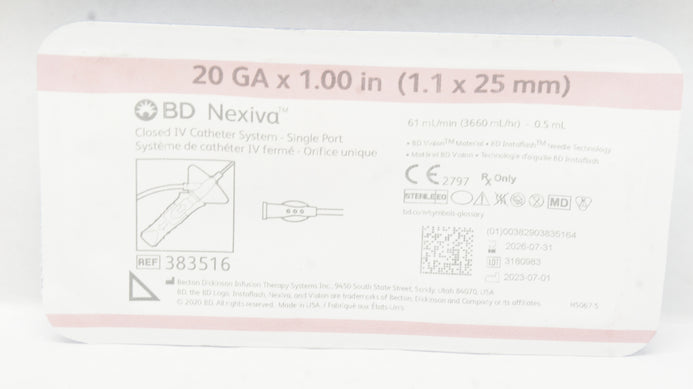 20 GA x 1.00 in (1.1 x 25 mm)
BD Nexiva™
Closed IV Catheter System - Single Port
Système de cathéter IV fermé - Orifice unique
61 mL/min (3660 mL/hr) - 0.5 mL
• BD Vialon™ Material • BD Instaflash™ Needle Technology
• Matériel BD Vialon • Technologie d'aiguille BD Instaflash
CE 2797 Rx Only
STERILE EO
MD
bd.com/symbols-glossary
(01)00382903835164
2026-07-31
LOT 3180983
2023-07-01
REF 383516
Becton Dickinson Infusion Therapy Systems Inc., 9450 South State Street, Sandy, Utah 84070, USA
BD, the BD Logo, Instaflash, Nexiva, and Vialon are trademarks of Becton, Dickinson and Company or its affiliates.
© 2020 BD. All rights reserved. Made in USA. / Fabriqué aux États-Unis.